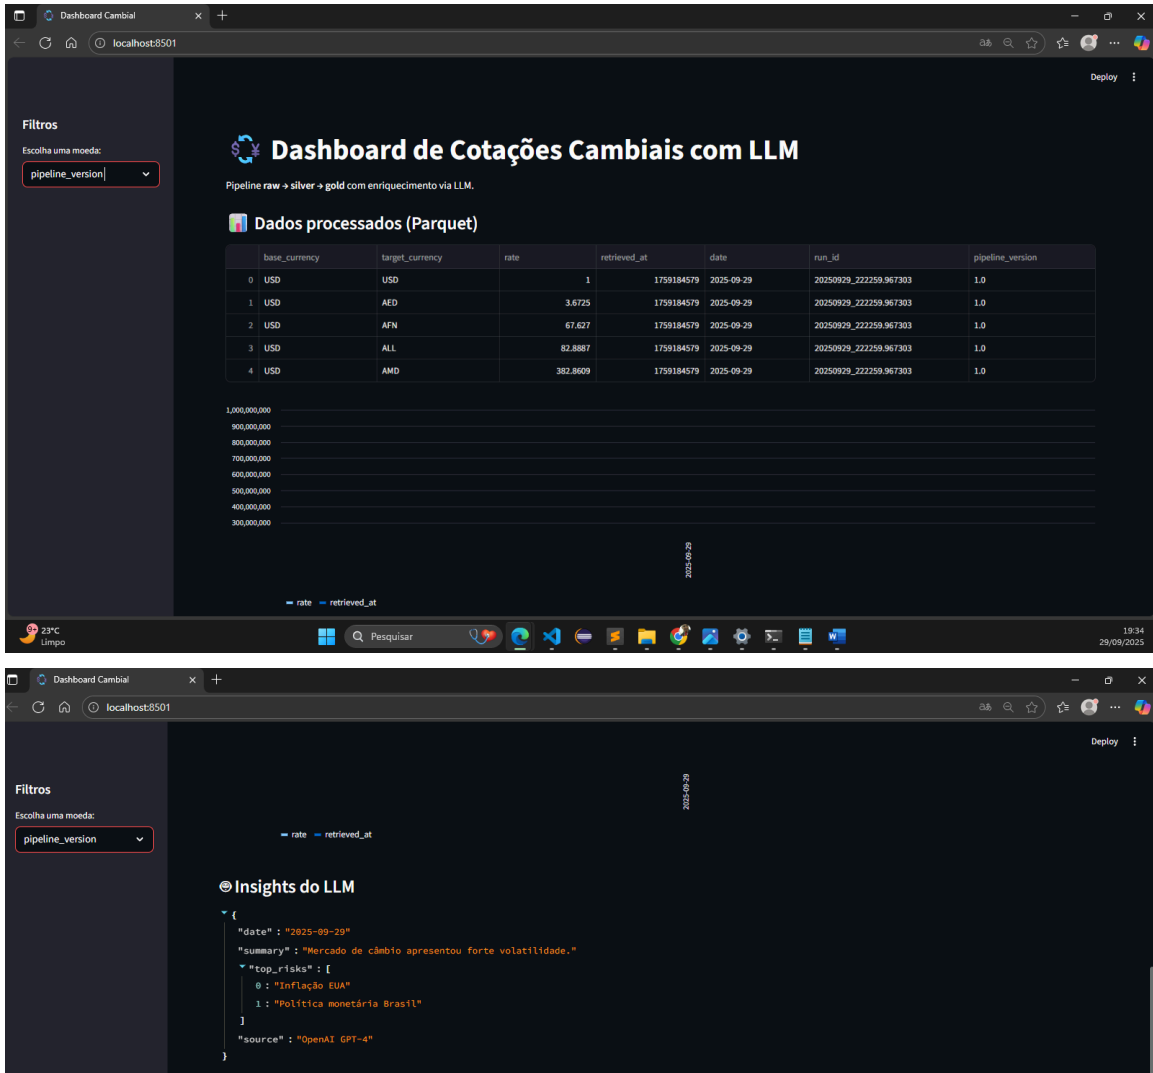 Dashboard Cambial
localhost:8501
Deploy
Filtros
Escolha uma moeda:
pipeline_version
Dashboard de Cotações Cambiais com LLM
Pipeline raw → silver → gold com enriquecimento via LLM.
Dados processados (Parquet)
base_currency target_currency rate retrieved_at date run_id pipeline_version
0 USD USD 1 1759184579 2025-09-29 20250929_222259.967303 1.0
1 USD AED 3.6725 1759184579 2025-09-29 20250929_222259.967303 1.0
2 USD AFN 67.627 1759184579 2025-09-29 20250929_222259.967303 1.0
3 USD ALL 82.8887 1759184579 2025-09-29 20250929_222259.967303 1.0
4 USD AMD 382.8609 1759184579 2025-09-29 20250929_222259.967303 1.0
1,000,000,000
900,000,000
800,000,000
700,000,000
600,000,000
500,000,000
400,000,000
300,000,000
2025-09-29
rate retrieved_at
9+ 23°C
Limpo
Pesquisar
19:34
29/09/2025
Dashboard Cambial
localhost:8501
Deploy
Filtros
Escolha uma moeda:
pipeline_version
2025-09-29
rate retrieved_at
Insights do LLM
{
"date" : "2025-09-29"
"summary" : "Mercado de câmbio apresentou forte volatilidade."
"top_risks" : [
0 : "Inflação EUA"
1 : "Política monetária Brasil"
]
"source" : "OpenAI GPT-4"
}